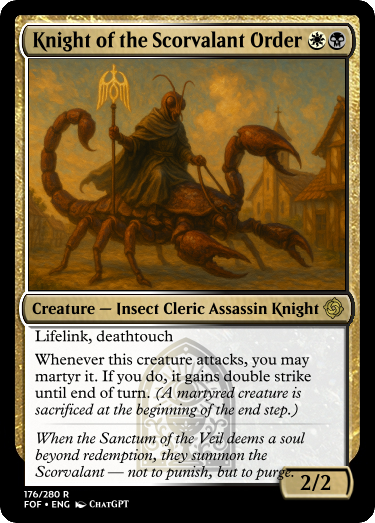 Knight of the Scorvalant Order
Creature — Insect Cleric Assassin Knight
Lifelink, deathtouch
Whenever this creature attacks, you may
martyr it. If you do, it gains double strike
until end of turn. (A martyred creature is
sacrificed at the beginning of the end step.)
When the Sanctum of the Veil deems a soul
beyond redemption, they summon the
Scorvalant — not to punish, but to purge.
2/2
176/280 R
FOF • ENG ChatGPT